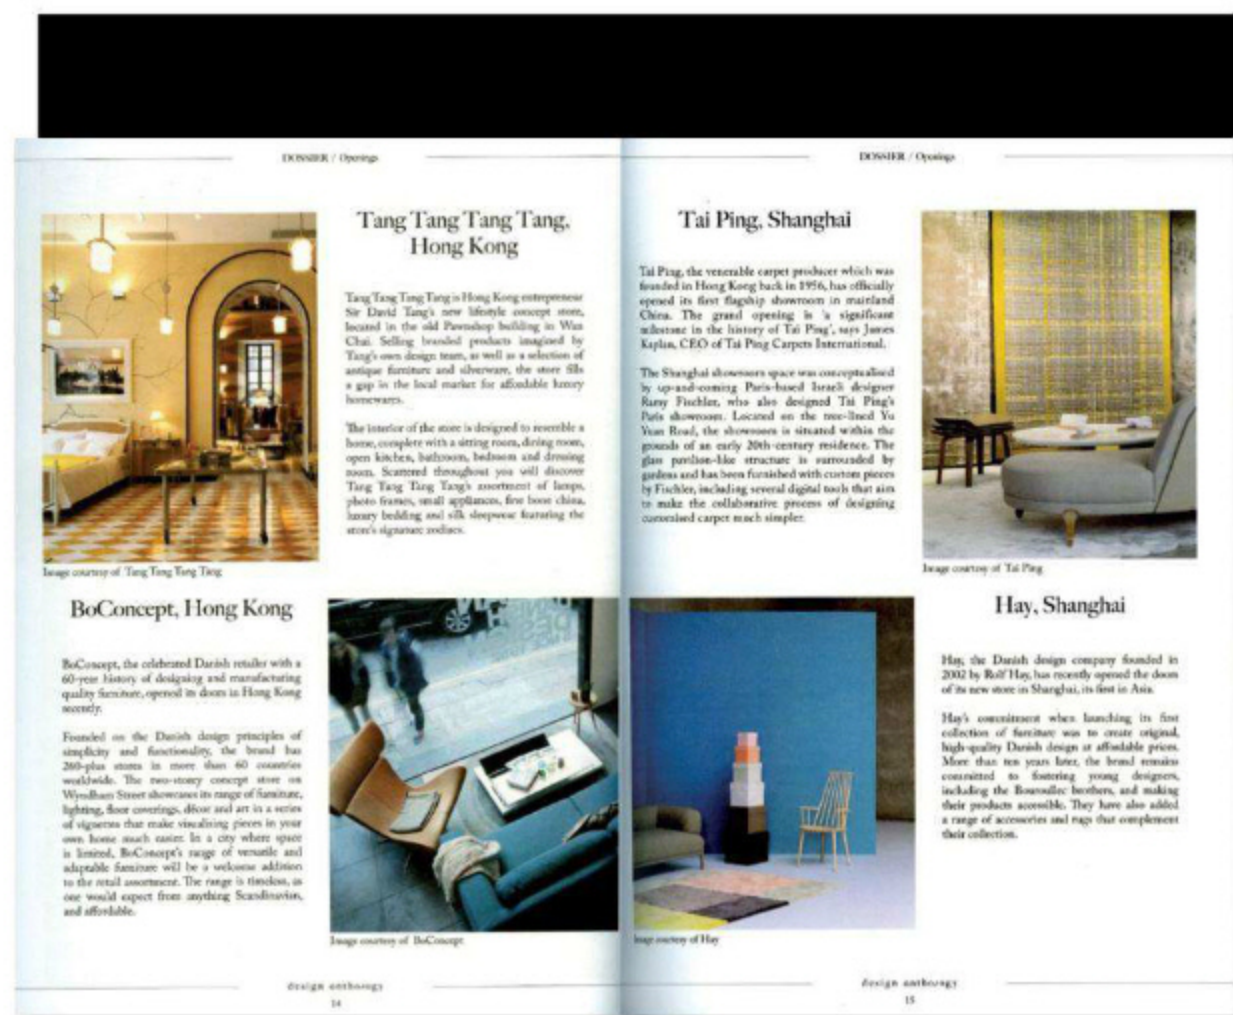 DOSSIER / Openings
Tang Tang Tang Tang,
Hong Kong
Tang Tang Tang Tang is Hong Kong entrepreneur
Sir David Tang's new lifestyle concept store,
located in the old Pawnshop building in Wan
Chai. Selling branded products imagined by
Tang's own design team, as well as a selection of
antique furniture and silverware, the store fills
a gap in the local market for affordable luxury
homewares.
The interior of the store is designed to resemble a
home, complete with a sitting room, dining room,
open kitchen, bathroom, bedroom and dressing
room. Scattered throughout you will discover
Tang Tang Tang Tang's assortment of lamps,
photo frames, small appliances, fine bone china,
luxury bedding and silk sleepwear featuring the
store's signature zodiacs.
Image courtesy of Tang Tang Tang Tang
BoConcept, Hong Kong
BoConcept, the celebrated Danish retailer with a
60-year history of designing and manufacturing
quality furniture, opened its doors in Hong Kong
recently.
Founded on the Danish design principles of
simplicity and functionality, the brand has
260-plus stores in more than 60 countries
worldwide. The two-storey concept store on
Wyndham Street showcases its range of furniture,
lighting, floor coverings, décor and art in a series
of vignettes that make visualising pieces in your
own home much easier. In a city where space
is limited, BoConcept's range of versatile and
adaptable furniture will be a welcome addition
to the retail assortment. The range is timeless, as
one would expect from anything Scandinavian,
and affordable.
Image courtesy of BoConcept
design anthology
14
DOSSIER / Openings
Tai Ping, Shanghai
Tai Ping, the venerable carpet producer which was
founded in Hong Kong back in 1956, has officially
opened its first flagship showroom in mainland
China. The grand opening is 'a significant
milestone in the history of Tai Ping', says James
Kaplan, CEO of Tai Ping Carpets International.
The Shanghai showroom space was conceptualised
by up-and-coming Paris-based Israeli designer
Ramy Fischler, who also designed Tai Ping's
Paris showroom. Located on the tree-lined Yu
Yuan Road, the showroom is situated within the
grounds of an early 20th-century residence. The
glass pavilion-like structure is surrounded by
gardens and has been furnished with custom pieces
by Fischler, including several digital tools that aim
to make the collaborative process of designing
customised carpet much simpler.
Image courtesy of Tai Ping
Hay, Shanghai
Hay, the Danish design company founded in
2002 by Rolf Hay, has recently opened the doors
of its new store in Shanghai, its first in Asia.
Hay's commitment when launching its first
collection of furniture was to create original,
high-quality Danish design at affordable prices.
More than ten years later, the brand remains
committed to fostering young designers,
including the Bouroullec brothers, and making
their products accessible. They have also added
a range of accessories and rugs that complement
their collection.
Image courtesy of Hay
design anthology
15